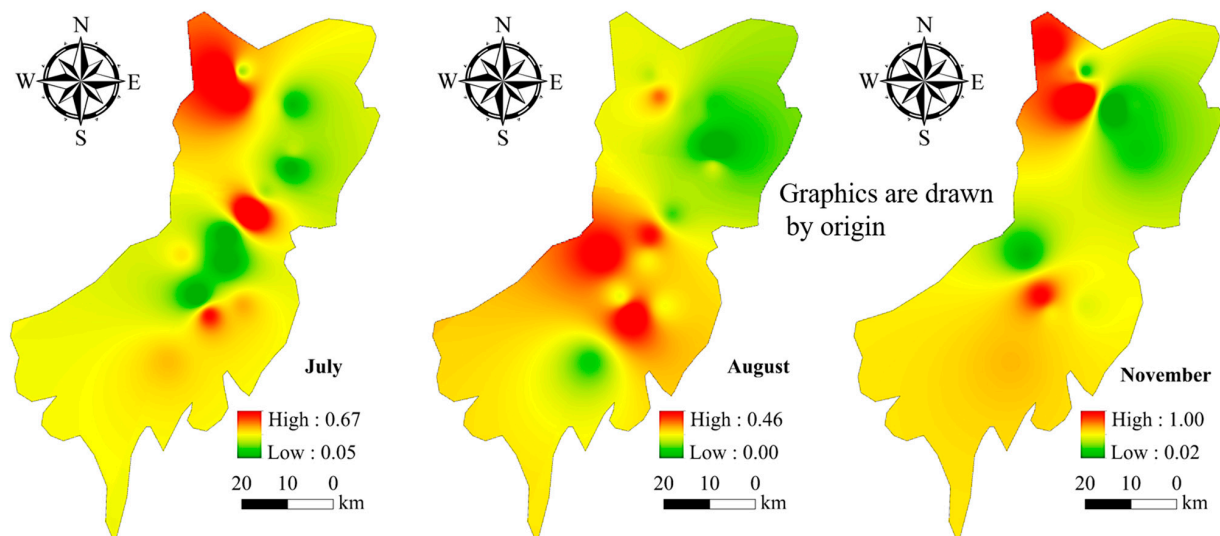 N
W E
S
July
High : 0.67
Low : 0.05
20 10 0
km
N
W E
S
August
High : 0.46
Low : 0.00
20 10 0
km
Graphics are drawn
by origin
N
W E
S
November
High : 1.00
Low : 0.02
20 10 0
km